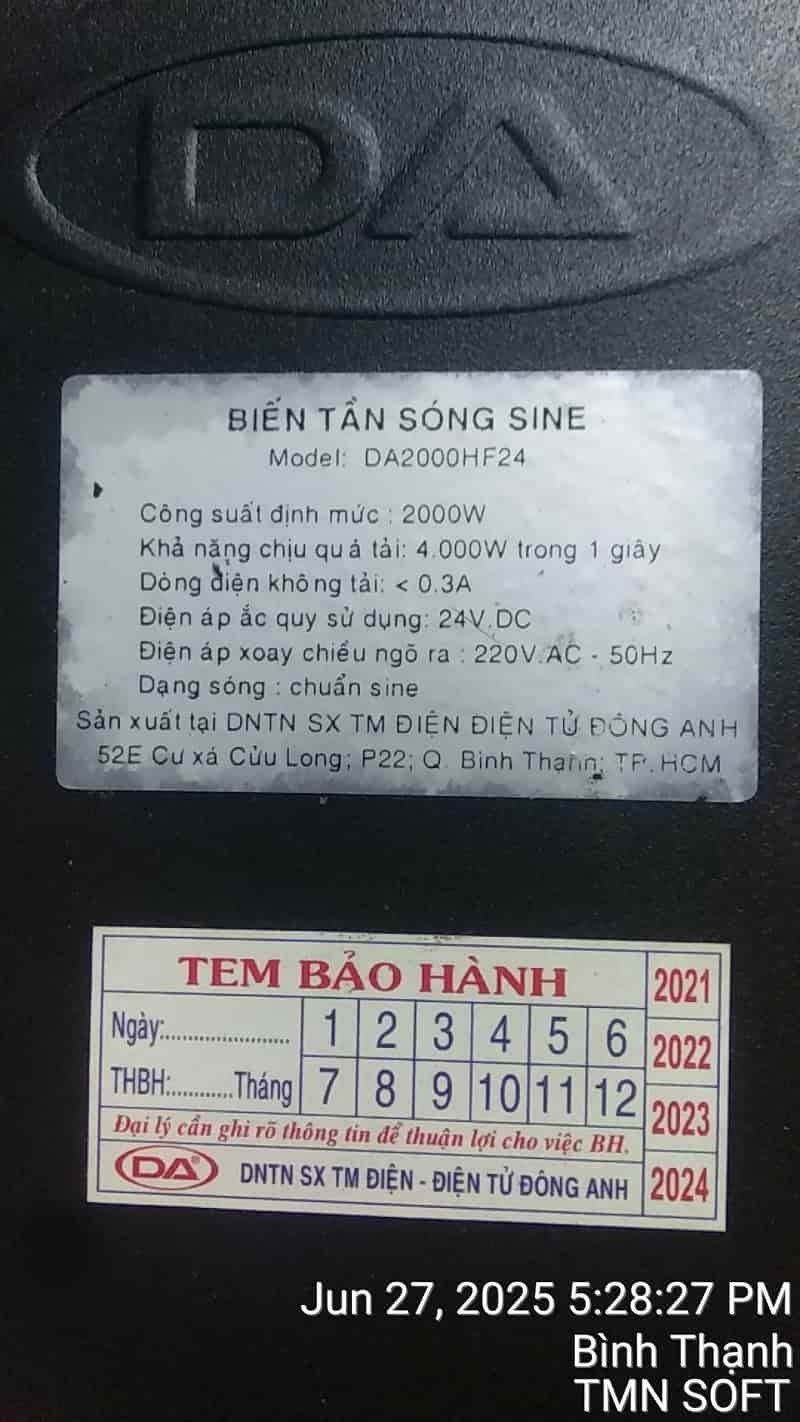 DA
BIẾN TẦN SÓNG SINE
Model: DA2000HF24
Công suất định mức : 2000W
Khả năng chịu quá tải: 4.000W trong 1 giây
Dòng điện không tải: < 0.3A
Điện áp ắc quy sử dụng: 24V.DC
Điện áp xoay chiều ngõ ra : 220V.AC - 50Hz
Dạng sóng : chuẩn sine
Sản xuất tại DNTN SX TM ĐIỆN ĐIỆN TỬ ĐÔNG ANH
52E Cư xá Cửu Long; P22; Q. Bình Thạnh; TP. HCM
TEM BẢO HÀNH 2021
Ngày:...................... 1 2 3 4 5 6 2022
THBH:...........Tháng 7 8 9 10 11 12 2023
Đại lý cần ghi rõ thông tin để thuận lợi cho việc BH.
DA® DNTN SX TM ĐIỆN - ĐIỆN TỬ ĐÔNG ANH 2024
Jun 27, 2025 5:28:27 PM
Bình Thạnh
TMN SOFT